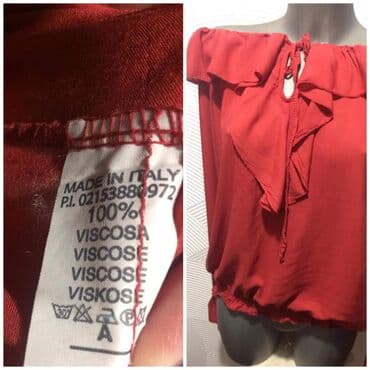 MADE IN ITALY
P.I. 02153880972
100%
VISCOSA
VISCOSE
VISCOSE
VISKOSE
A